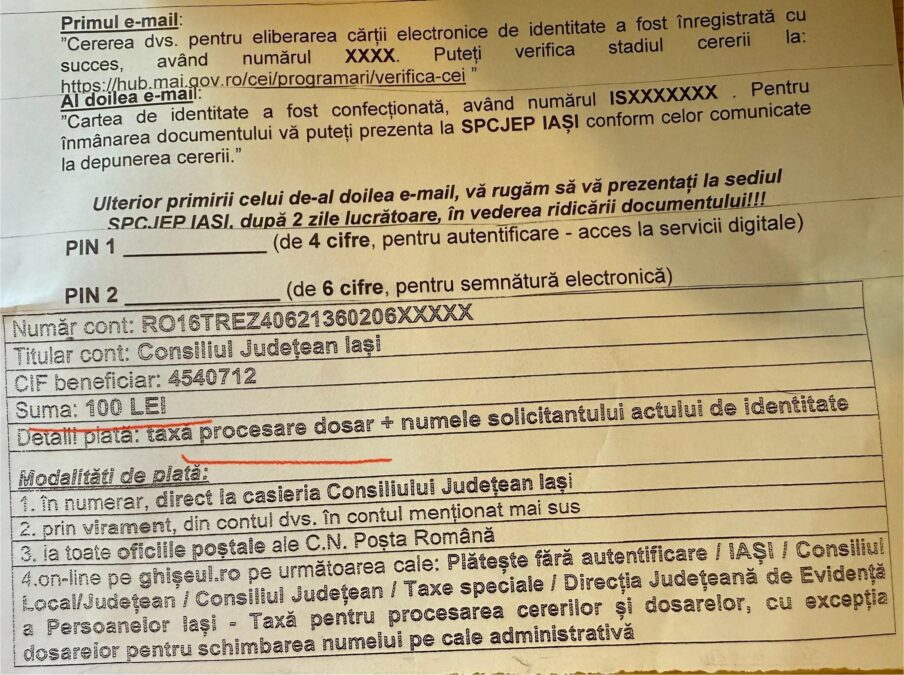 Primul e-mail:
”Cererea dvs. pentru eliberarea cărții electronice de identitate a fost înregistrată cu
succes, având numărul XXXX. Puteți verifica stadiul cererii la:
https://hub.mai.gov.ro/cei/programari/verifica-cei ”
Al doilea e-mail:
”Cartea de identitate a fost confecționată, având numărul ISXXXXXXX . Pentru
înmânarea documentului vă puteți prezenta la SPCJEP IAȘI conform celor comunicate
la depunerea cererii.”
Ulterior primirii celui de-al doilea e-mail, vă rugăm să vă prezentați la sediul
SPCJEP IASI, după 2 zile lucrătoare, în vederea ridicării documentului!!!
PIN 1 ____________ (de 4 cifre, pentru autentificare - acces la servicii digitale)
PIN 2 _____________ (de 6 cifre, pentru semnătură electronică)
Număr cont: RO16TREZ40621360206XXXXX
Titular cont: Consiliul Județean Iași
CIF beneficiar: 4540712
Suma: 100 LEI
Detalii plată: taxă procesare dosar + numele solicitantului actului de identitate
Modalităti de plată:
1. în numerar, direct la casieria Consiliului Județean Iași
2. prin virament, din contul dvs. în contul menționat mai sus
3. la toate oficiile poștale ale C.N. Poșta Română
4.on-line pe ghișeul.ro pe următoarea cale: Plătește fără autentificare / IAȘI / Consiliul
Local/Județean / Consiliul Județean / Taxe speciale / Direcția Județeană de Evidență
a Persoanelor Iași - Taxă pentru procesarea cererilor și dosarelor, cu excepția
dosarelor pentru schimbarea numelui pe cale administrativă